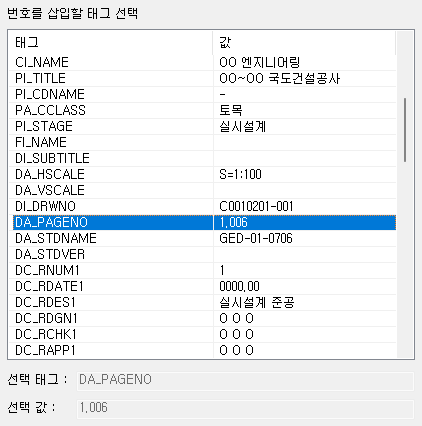 번호를 삽입할 태그 선택
태그 값
CI_NAME OO 엔지니어링
PI_TITLE OO~OO 국도건설공사
PI_CDNAME -
PA_CCLASS 토목
PI_STAGE 실시설계
FI_NAME
DI_SUBTITLE
DA_HSCALE S=1:100
DA_VSCALE
DI_DRWNO C0010201-001
DA_PAGENO 1,006
DA_STDNAME GED-01-0706
DA_STDVER
DC_RNUM1 1
DC_RDATE1 0000,00
DC_RDES1 실시설계 준공
DC_RDGN1 O O O
DC_RCHK1 O O O
DC_RAPP1 O O O
선택 태그 : DA_PAGENO
선택 값 : 1,006